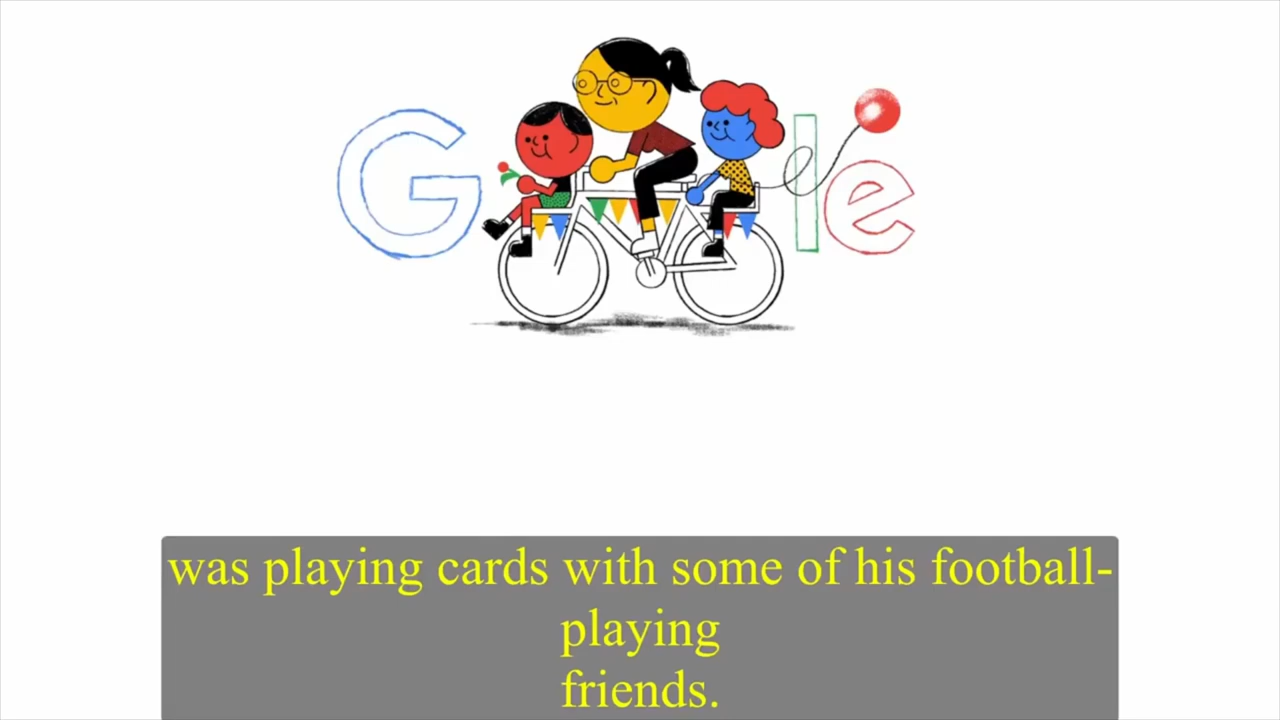 G le
was playing cards with some of his football-
playing
friends.